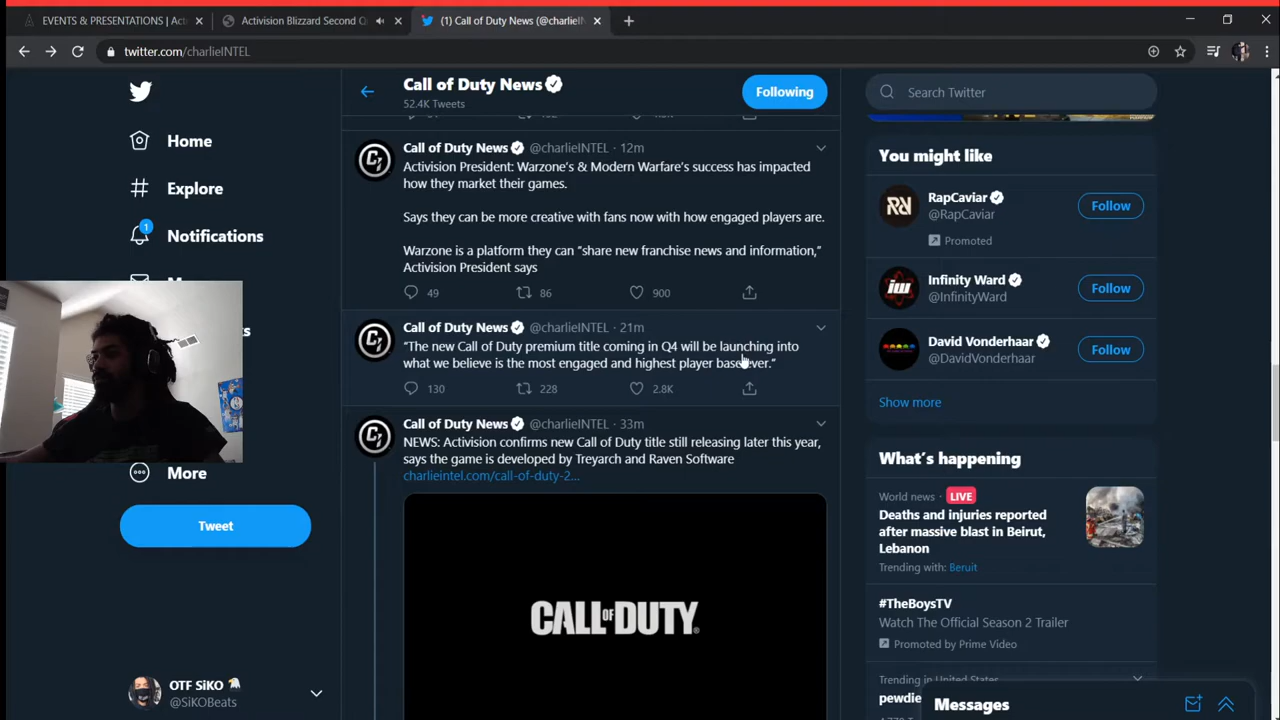 EVENTS & PRESENTATIONS | Act
Activision Blizzard Second Q
(1) Call of Duty News (@charlieIN
twitter.com/charlieINTEL
Home
Explore
1
Notifications
More
Tweet
OTF SiKO
@SiKOBeats
Call of Duty News
52.4K Tweets
Following
Call of Duty News @charlieINTEL · 12m
Activision President: Warzone's & Modern Warfare's success has impacted
how they market their games.
Says they can be more creative with fans now with how engaged players are.
Warzone is a platform they can “share new franchise news and information,”
Activision President says
49 86 900
Call of Duty News @charlieINTEL · 21m
“The new Call of Duty premium title coming in Q4 will be launching into
what we believe is the most engaged and highest player base ever.”
130 228 2.8K
Call of Duty News @charlieINTEL · 33m
NEWS: Activision confirms new Call of Duty title still releasing later this year,
says the game is developed by Treyarch and Raven Software
charlieintel.com/call-of-duty-2...
CALL OF DUTY
Search Twitter
You might like
RapCaviar
@RapCaviar
Follow
Promoted
Infinity Ward
@InfinityWard
Follow
David Vonderhaar
@DavidVonderhaar
Follow
Show more
What's happening
World news · LIVE
Deaths and injuries reported
after massive blast in Beirut,
Lebanon
Trending with: Beruit
#TheBoysTV
Watch The Official Season 2 Trailer
Promoted by Prime Video
Trending in United States
pewdie
Messages